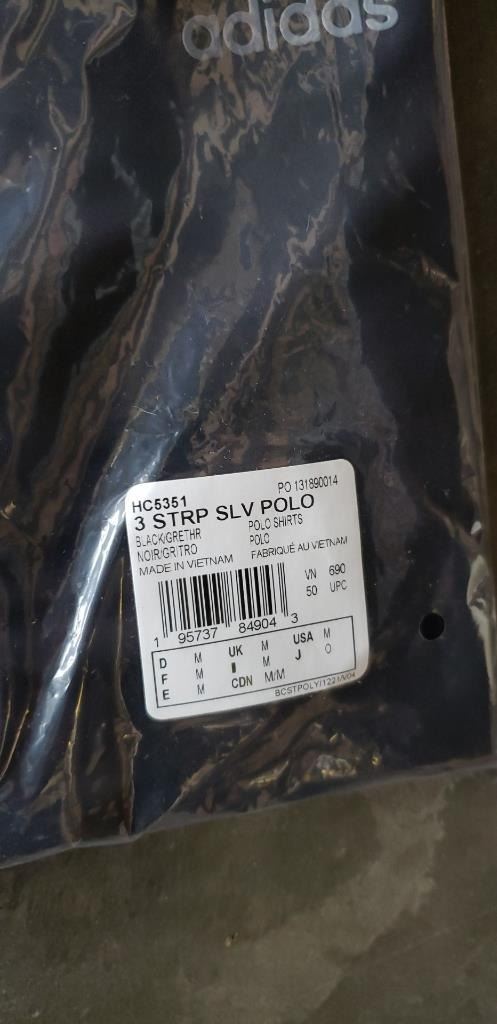 adidas
HC5351 PO 131890014
3 STRP SLV POLO
BLACK/GRETHR POLO SHIRTS
NOIR/GRITRO POLO
MADE IN VIETNAM FABRIQUÉ AU VIETNAM
VN 690
50 UPC
1 95737 84904 3
D M UK M USA M
F M I M J O
E M CDN M/M
BCSTPOLY/1221/V04